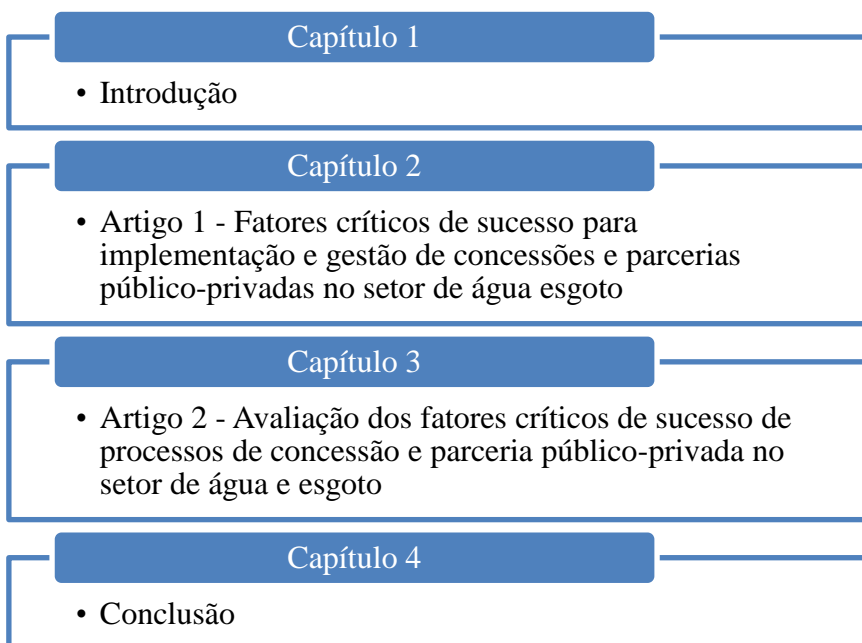 Capítulo 1
• Introdução
Capítulo 2
• Artigo 1 - Fatores críticos de sucesso para
implementação e gestão de concessões e parcerias
público-privadas no setor de água esgoto
Capítulo 3
• Artigo 2 - Avaliação dos fatores críticos de sucesso de
processos de concessão e parceria público-privada no
setor de água e esgoto
Capítulo 4
• Conclusão